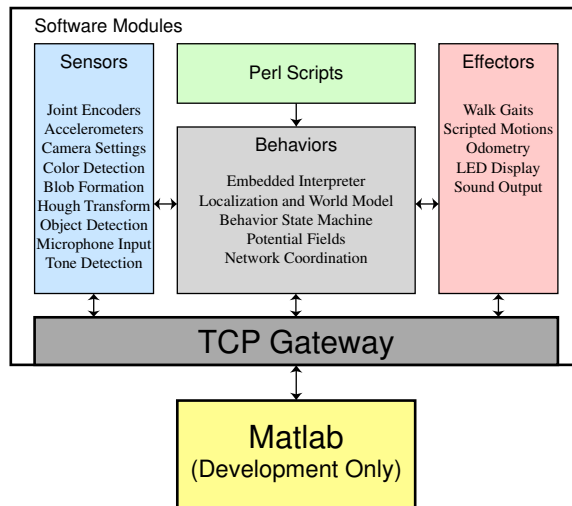 Software Modules
Sensors
Joint Encoders
Accelerometers
Camera Settings
Color Detection
Blob Formation
Hough Transform
Object Detection
Microphone Input
Tone Detection
Perl Scripts
Behaviors
Embedded Interpreter
Localization and World Model
Behavior State Machine
Potential Fields
Network Coordination
Effectors
Walk Gaits
Scripted Motions
Odometry
LED Display
Sound Output
TCP Gateway
Matlab
(Development Only)